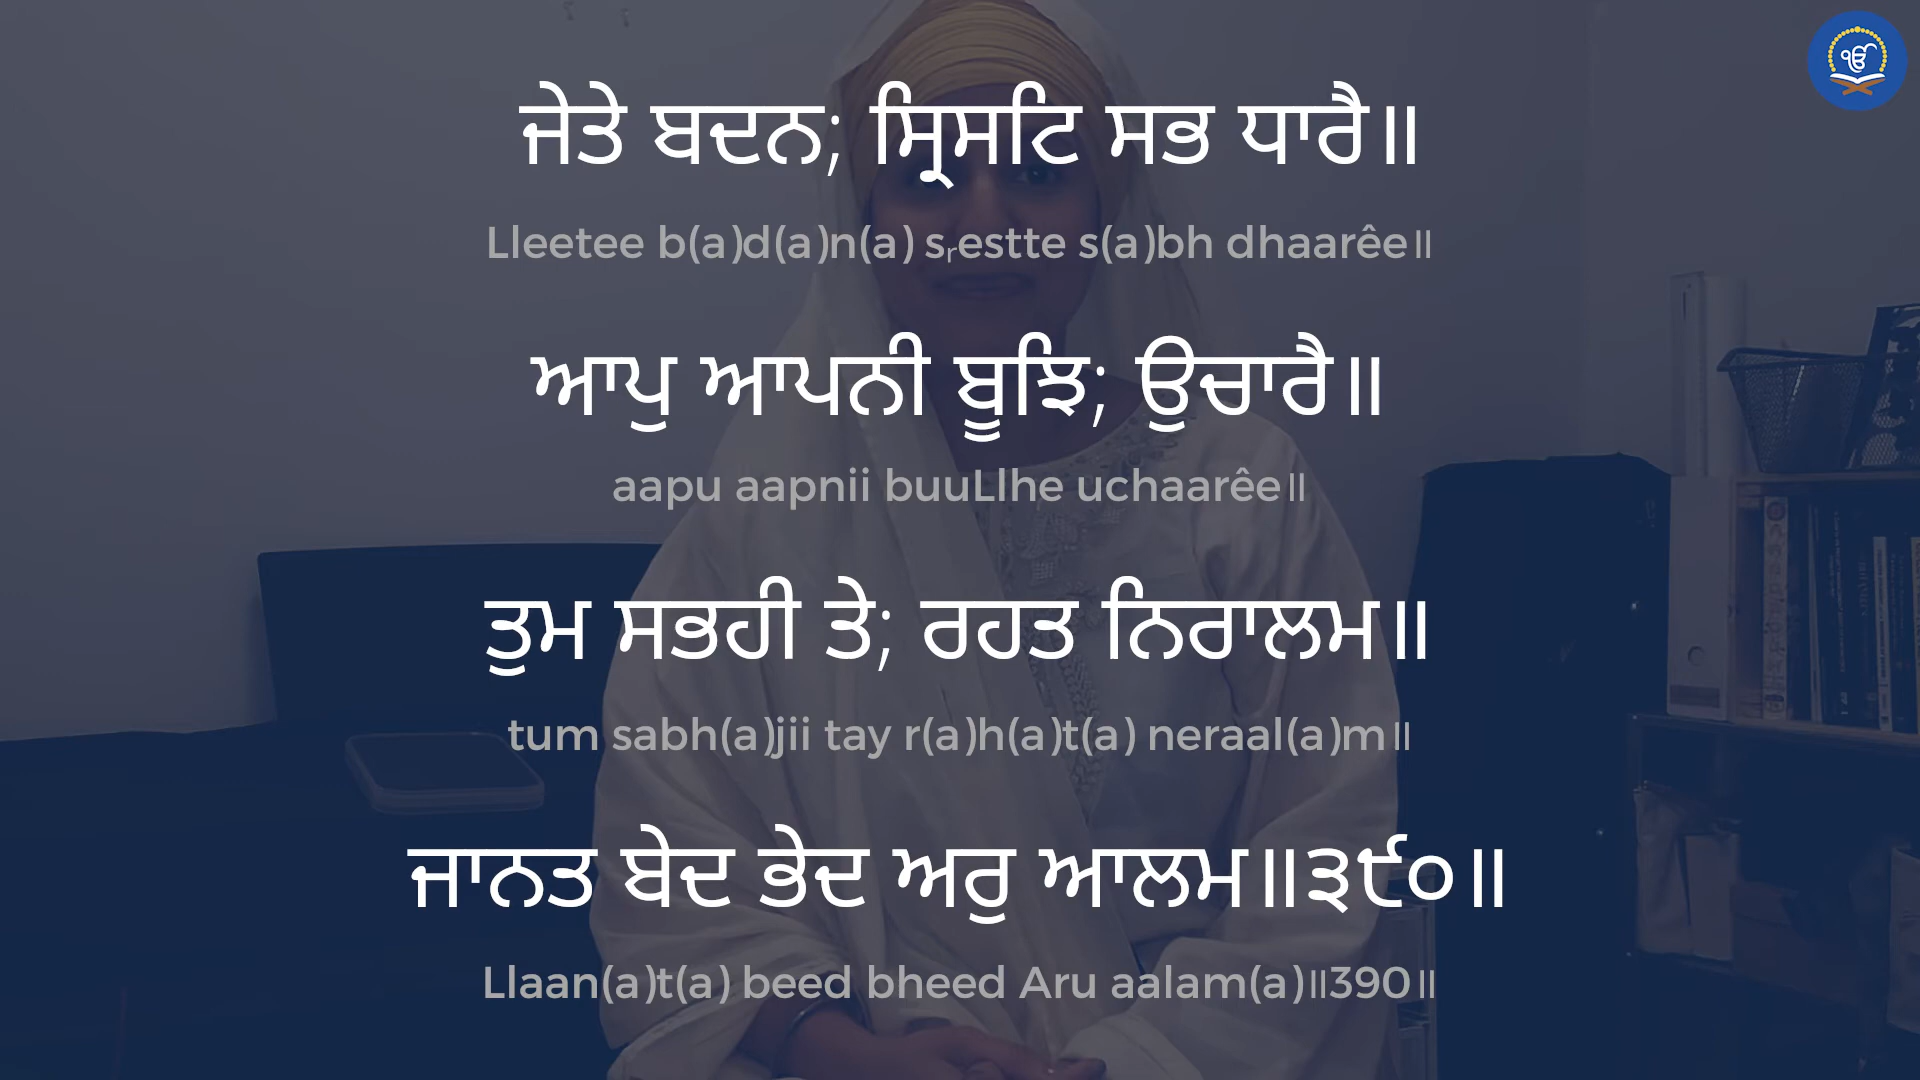 ਜੇਤੇ ਬਦਨ; ਸ੍ਰਿਸਟਿ ਸਭ ਧਾਰੈ॥
Lleetee b(a)d(a)n(a) sᵣestte s(a)bh dhaarêe॥
ਆਪੁ ਆਪਨੀ ਬੂਝਿ; ਉਚਾਰੈ॥
aapu aapnii buuLlhe uchaarêe॥
ਤੁਮ ਸਭਹੀ ਤੇ; ਰਹਤ ਨਿਰਾਲਮ॥
tum sabh(a)jii tay r(a)h(a)t(a) neraal(a)m॥
ਜਾਨਤ ਬੇਦ ਭੇਦ ਅਰੁ ਆਲਮ॥੩੯੦॥
Llaan(a)t(a) beed bheed Aru aalam(a)॥390॥